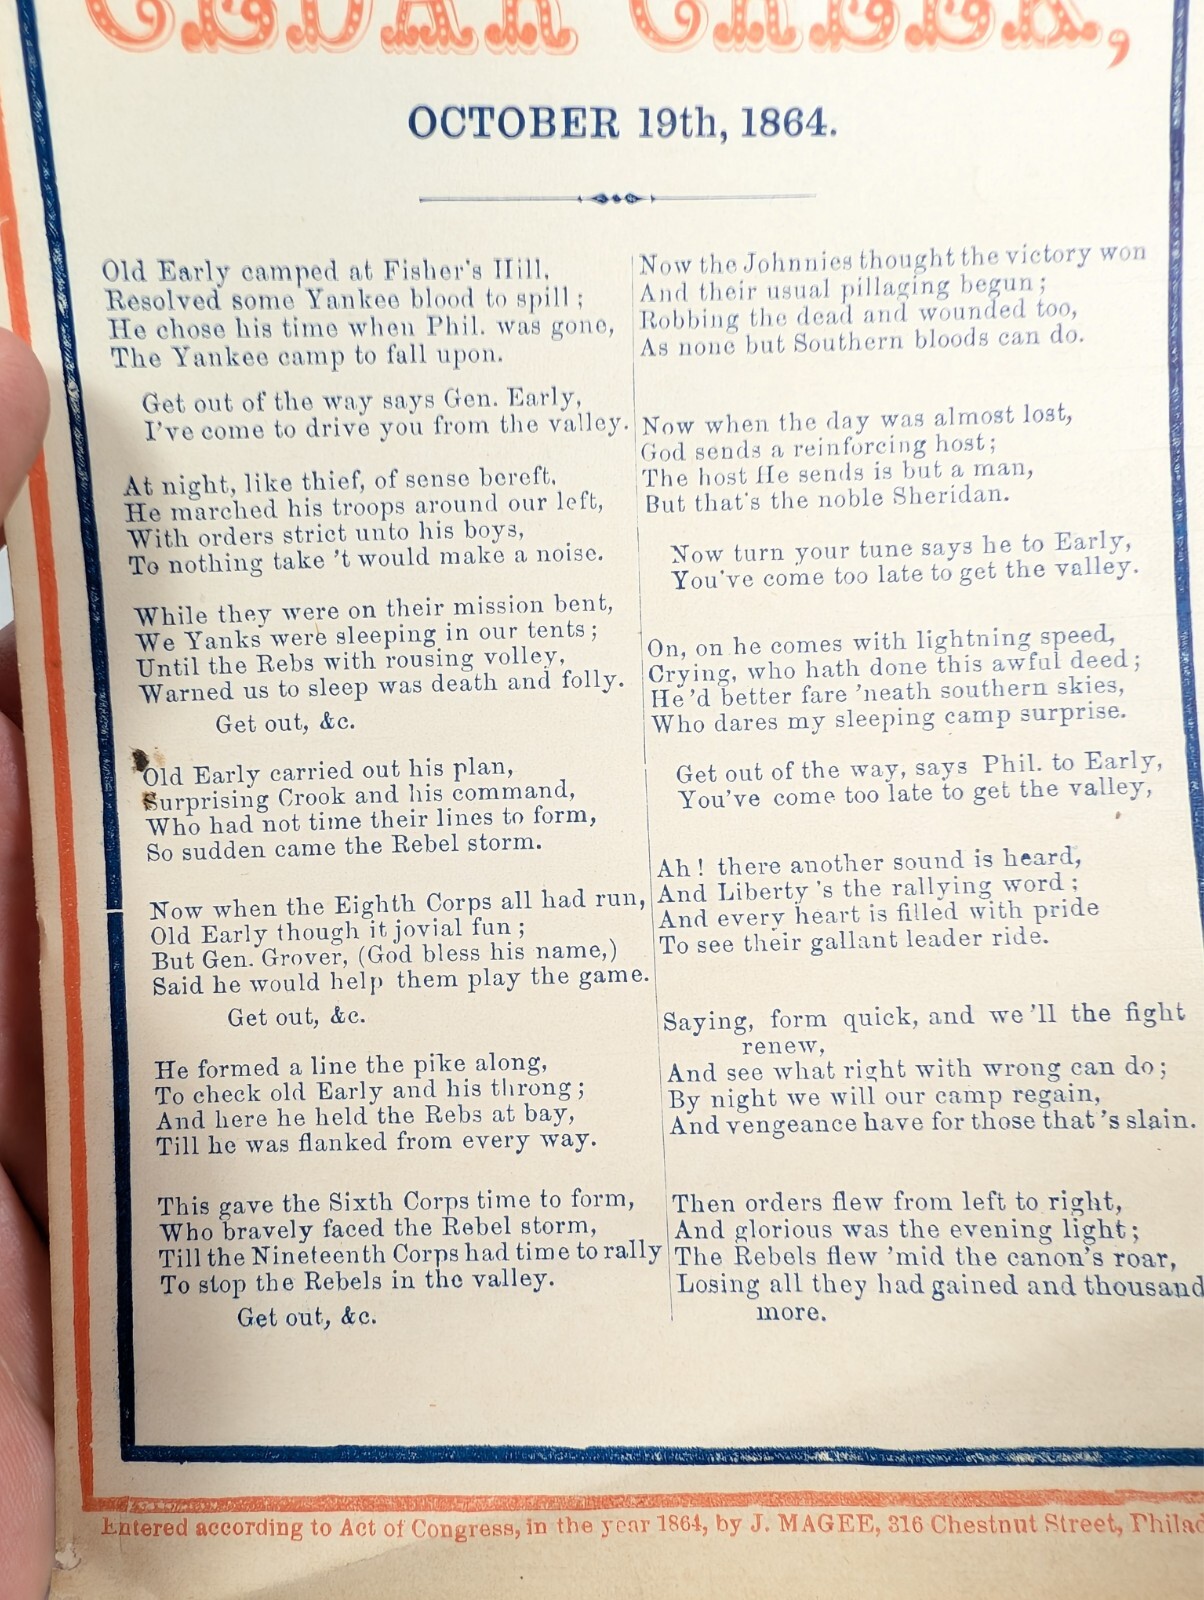 CEDAR CREEK,
OCTOBER 19th, 1864.
Old Early camped at Fisher's Hill,
Resolved some Yankee blood to spill;
He chose his time when Phil. was gone,
The Yankee camp to fall upon.
Get out of the way says Gen. Early,
I've come to drive you from the valley.
At night, like thief, of sense bereft,
He marched his troops around our left,
With orders strict unto his boys,
To nothing take 't would make a noise.
While they were on their mission bent,
We Yanks were sleeping in our tents;
Until the Rebs with rousing volley,
Warned us to sleep was death and folly.
Get out, &c.
Old Early carried out his plan,
Surprising Crook and his command,
Who had not time their lines to form,
So sudden came the Rebel storm.
Now when the Eighth Corps all had run,
Old Early though it jovial fun;
But Gen. Grover, (God bless his name,)
Said he would help them play the game.
Get out, &c.
He formed a line the pike along,
To check old Early and his throng;
And here he held the Rebs at bay,
Till he was flanked from every way.
This gave the Sixth Corps time to form,
Who bravely faced the Rebel storm,
Till the Nineteenth Corps had time to rally
To stop the Rebels in the valley.
Get out, &c.
Now the Johnnies thought the victory won
And their usual pillaging begun;
Robbing the dead and wounded too,
As none but Southern bloods can do.
Now when the day was almost lost,
God sends a reinforcing host;
The host He sends is but a man,
But that's the noble Sheridan.
Now turn your tune says he to Early,
You've come too late to get the valley.
On, on he comes with lightning speed,
Crying, who hath done this awful deed;
He'd better fare 'neath southern skies,
Who dares my sleeping camp surprise.
Get out of the way, says Phil. to Early,
You've come too late to get the valley,
Ah! there another sound is heard,
And Liberty 's the rallying word;
And every heart is filled with pride
To see their gallant leader ride.
Saying, form quick, and we 'll the fight
renew,
And see what right with wrong can do;
By night we will our camp regain,
And vengeance have for those that 's slain.
Then orders flew from left to right,
And glorious was the evening light;
The Rebels flew 'mid the canon's roar,
Losing all they had gained and thousand
more.
Entered according to Act of Congress, in the year 1864, by J. MAGEE, 316 Chestnut Street, Philad